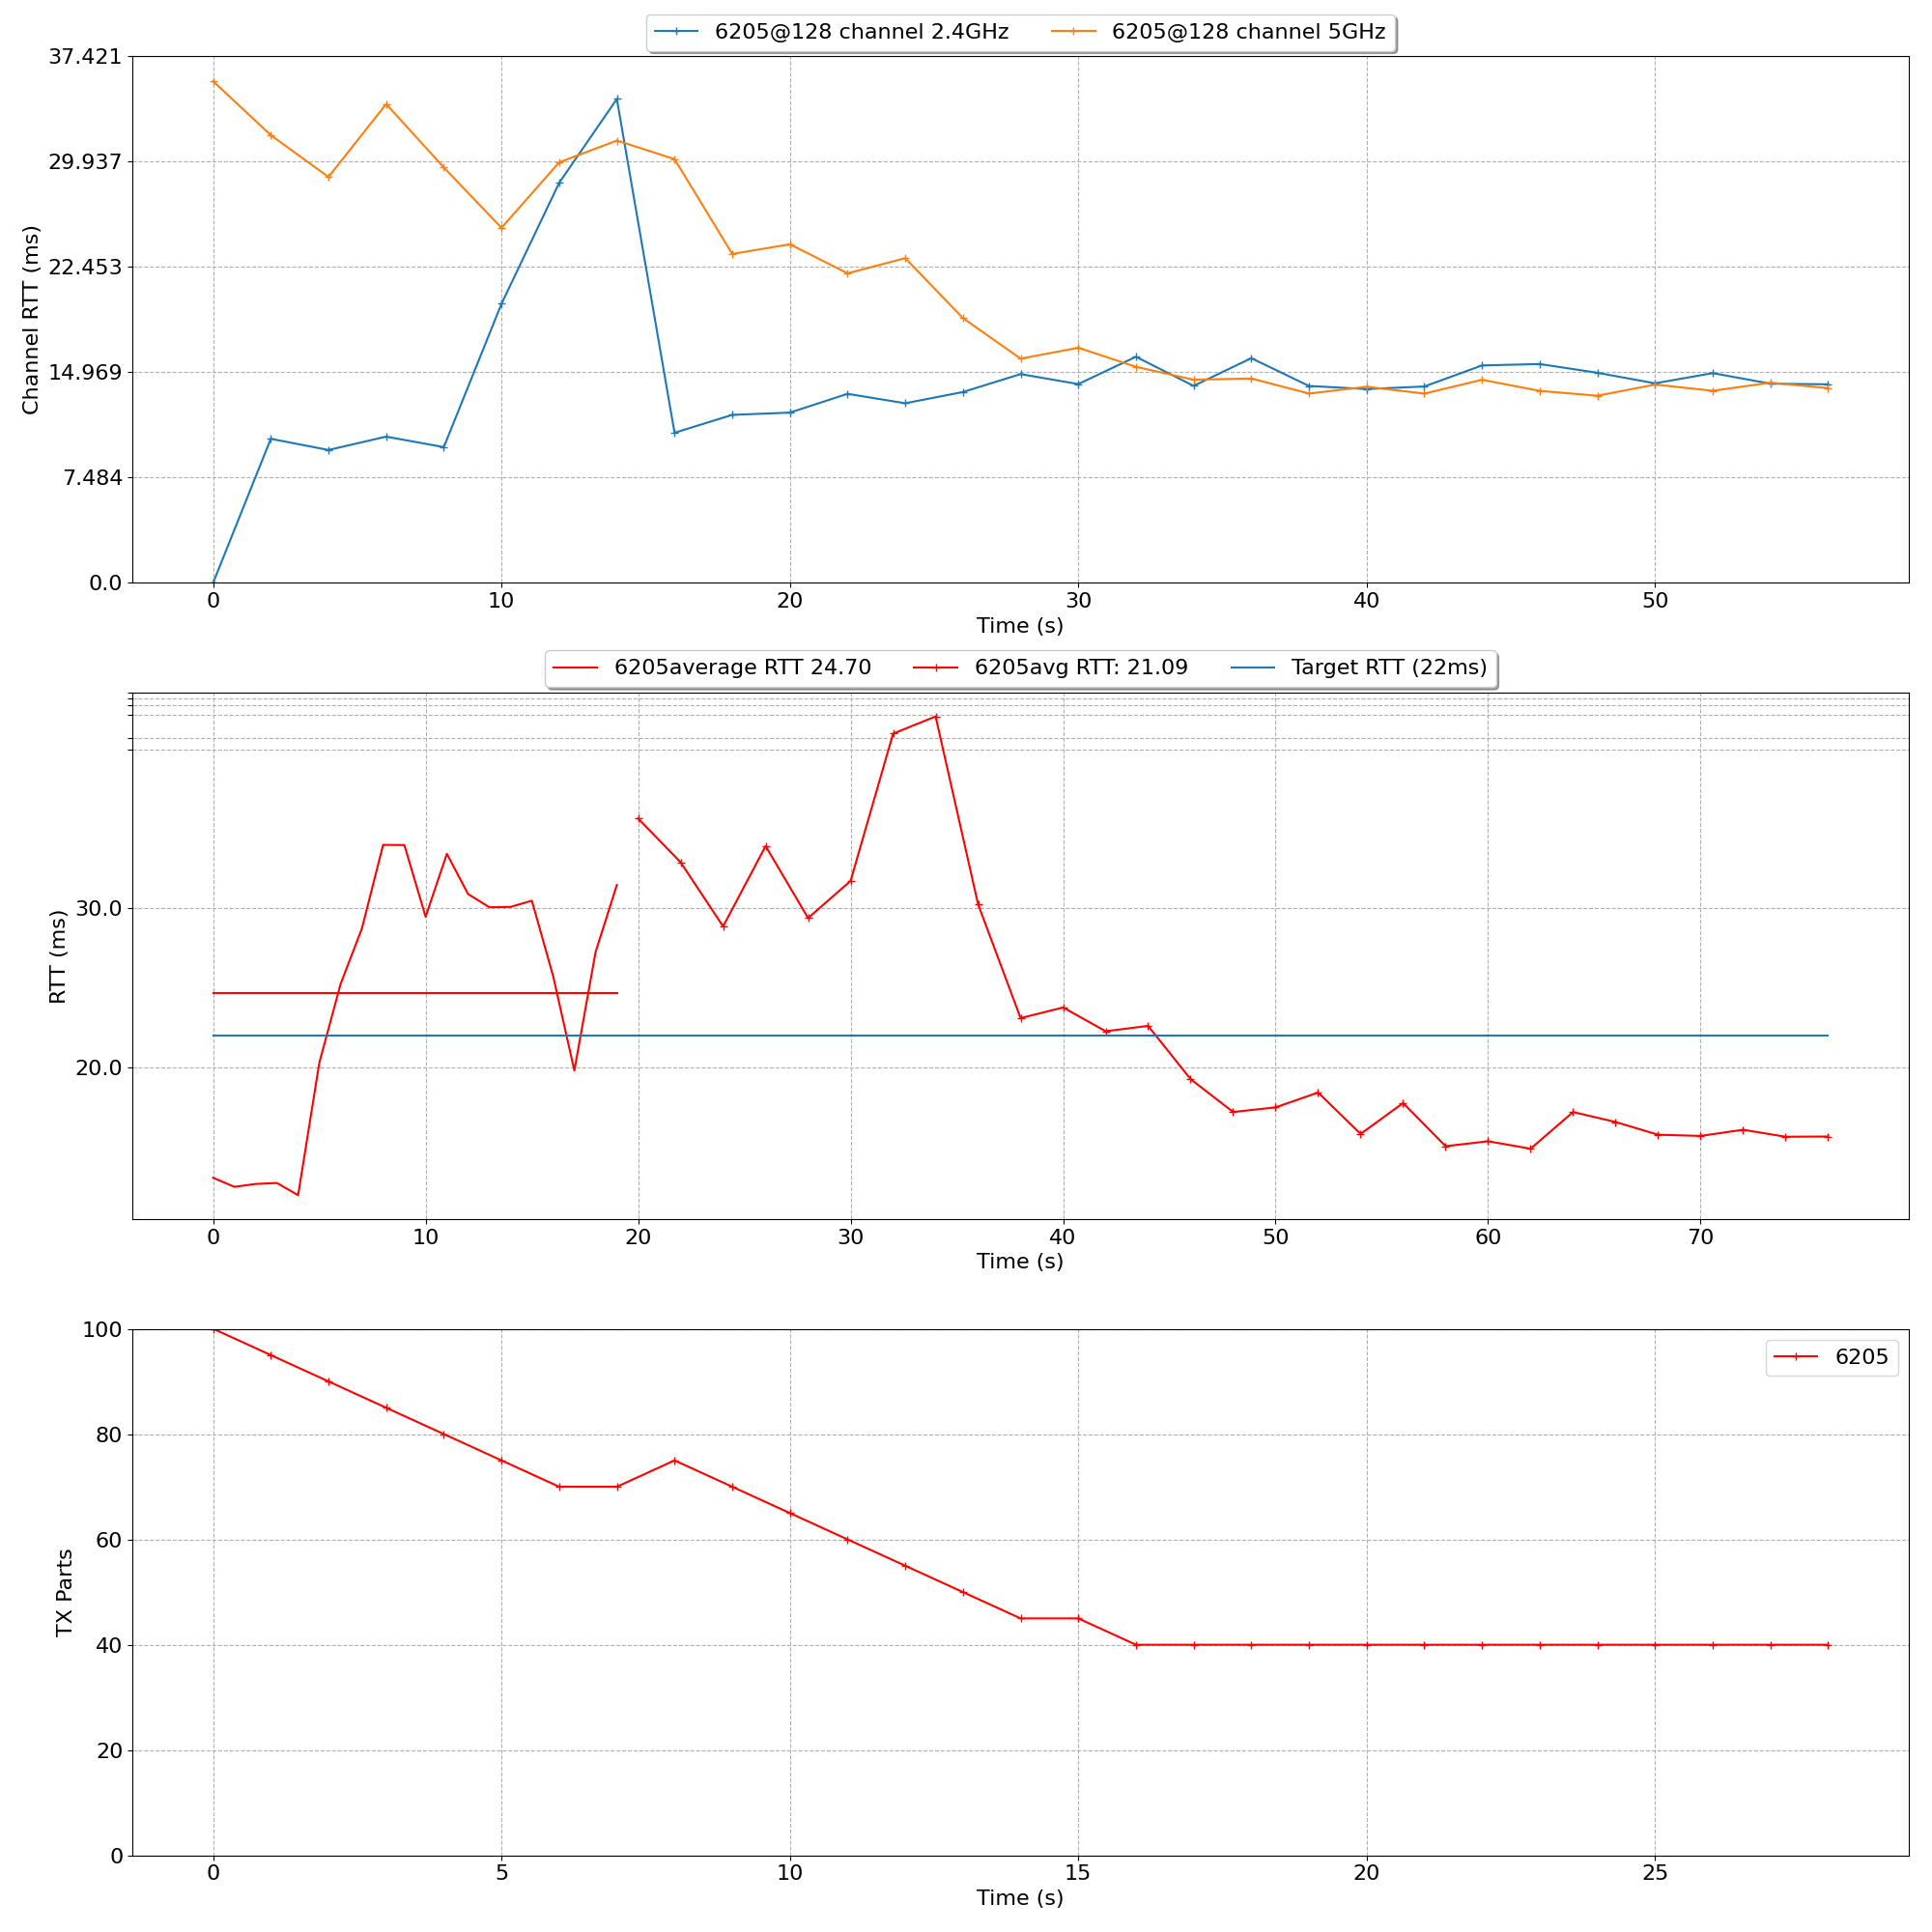 6205@128 channel 2.4GHz 6205@128 channel 5GHz
37.421
29.937
22.453
14.969
7.484
0.0
Channel RTT (ms)
0 10 20 30 40 50
Time (s)
6205average RTT 24.70 6205avg RTT: 21.09 Target RTT (22ms)
30.0
20.0
RTT (ms)
0 10 20 30 40 50 60 70
Time (s)
6205
100
80
60
40
20
0
TX Parts
0 5 10 15 20 25
Time (s)